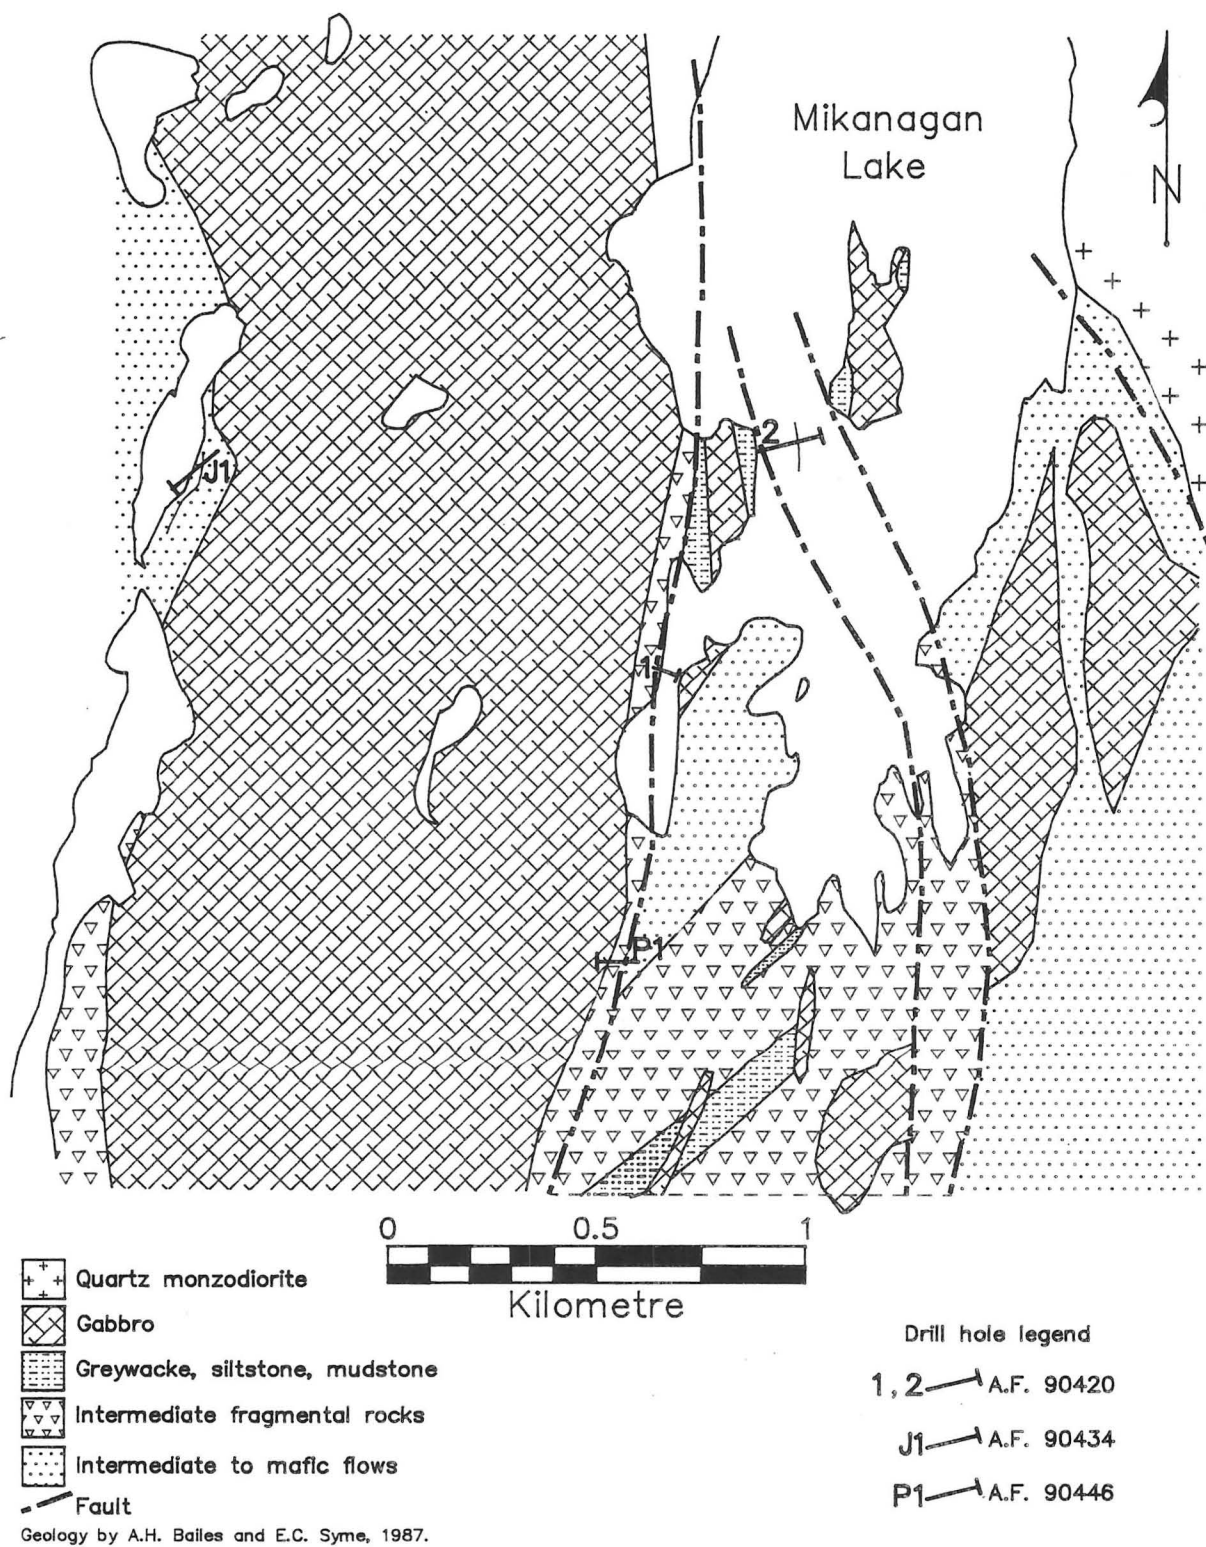 Mikanagan
Lake
N
2
J1
1
P1
0 0.5 1
Kilometre
Quartz monzodiorite
Gabbro
Greywacke, siltstone, mudstone
Intermediate fragmental rocks
Intermediate to mafic flows
Fault
Geology by A.H. Bailes and E.C. Syme, 1987.
Drill hole legend
1,2 A.F. 90420
J1 A.F. 90434
P1 A.F. 90446